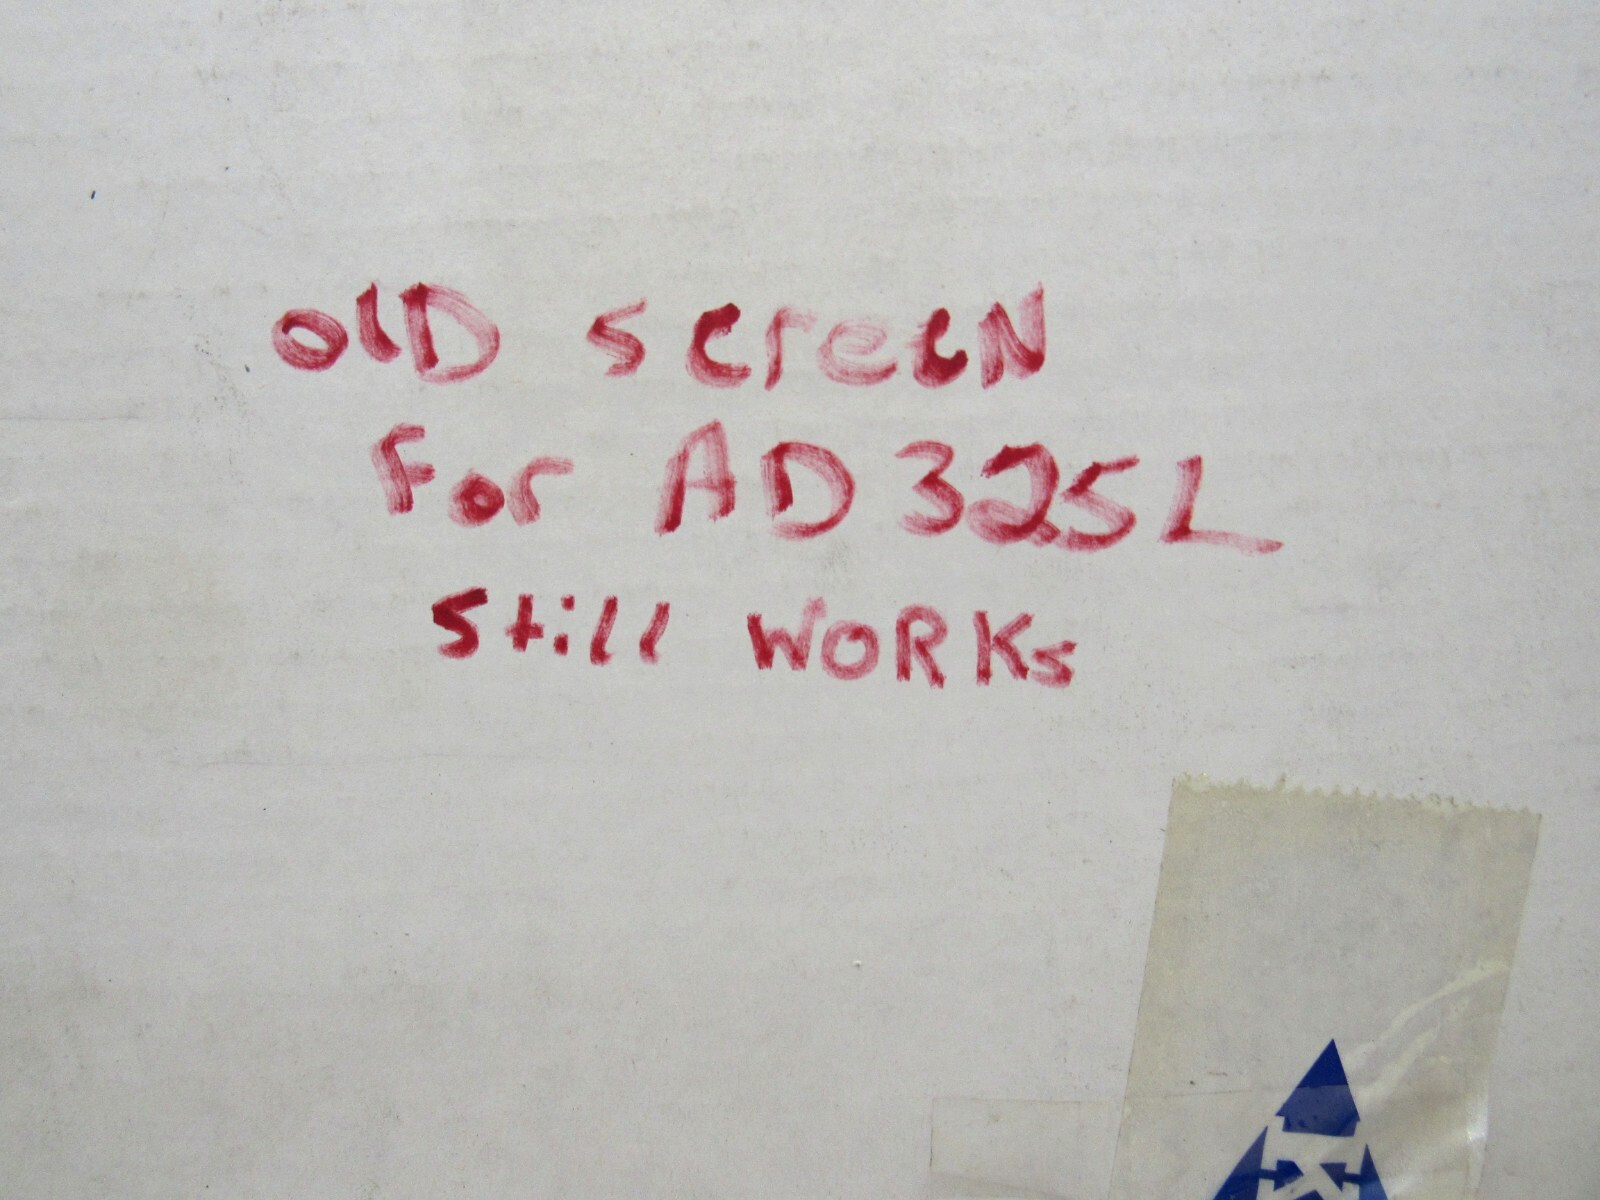 olD screeN
For AD325L
still WORKs